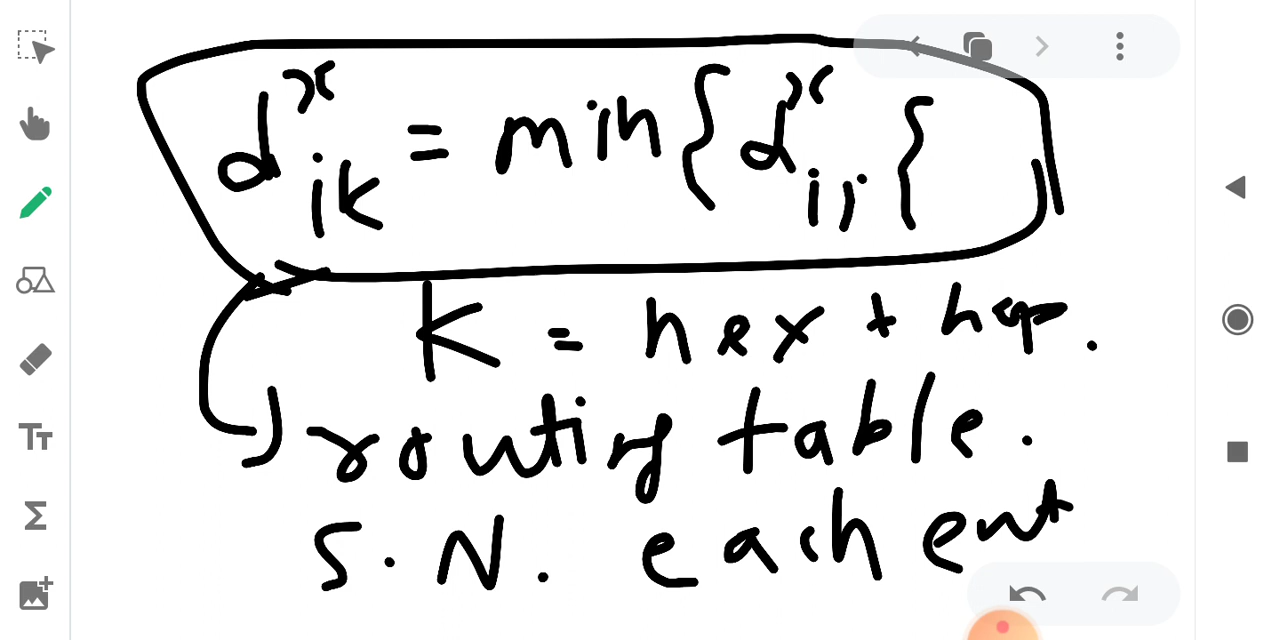 d^x_ik = min{d^x_ij{
K = next hop.
routing table.
S.N. each ent